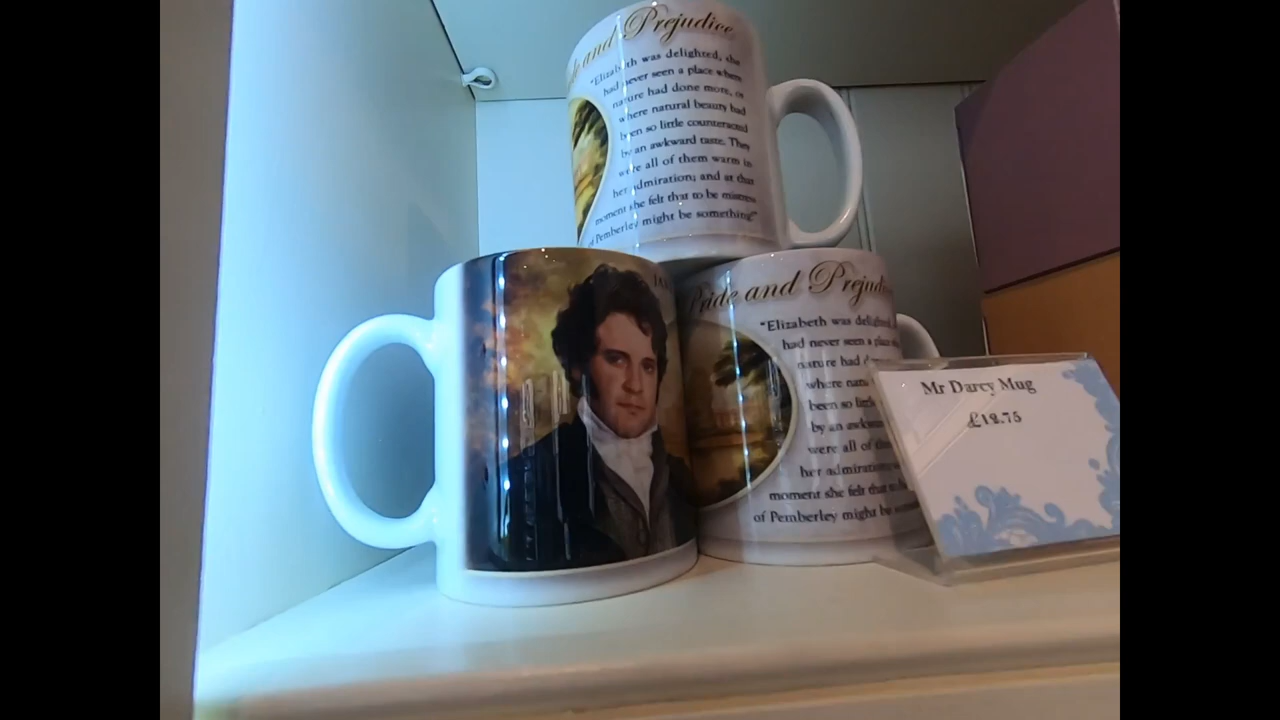 and Prejudice
"Elizabeth was delighted, she
had never seen a place where
nature had done more, or
where natural beauty had
been so little counteracted
by an awkward taste. They
were all of them warm in
her admiration; and at that
moment she felt that to be mistress
of Pemberley might be something!"
Pride and Prejudi
"Elizabeth was delighted,
had never seen a place
nature had
where
been so little
by an
were all of
her admiration;
moment she felt that
of Pemberley might be
Mr Darcy Mug
£12.75